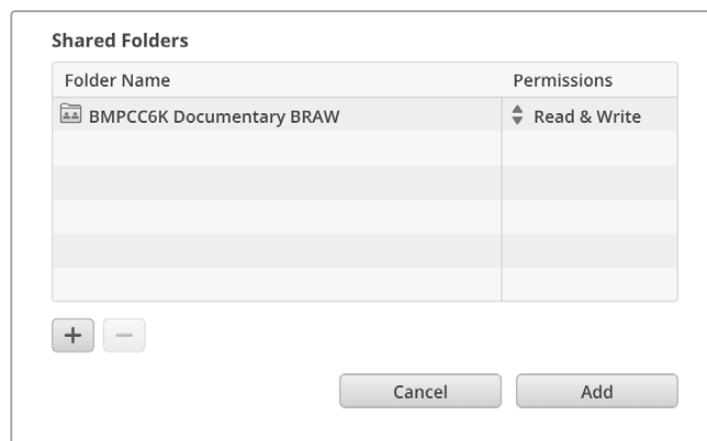 Shared Folders
Folder Name Permissions
BMPCC6K Documentary BRAW Read & Write
Cancel Add